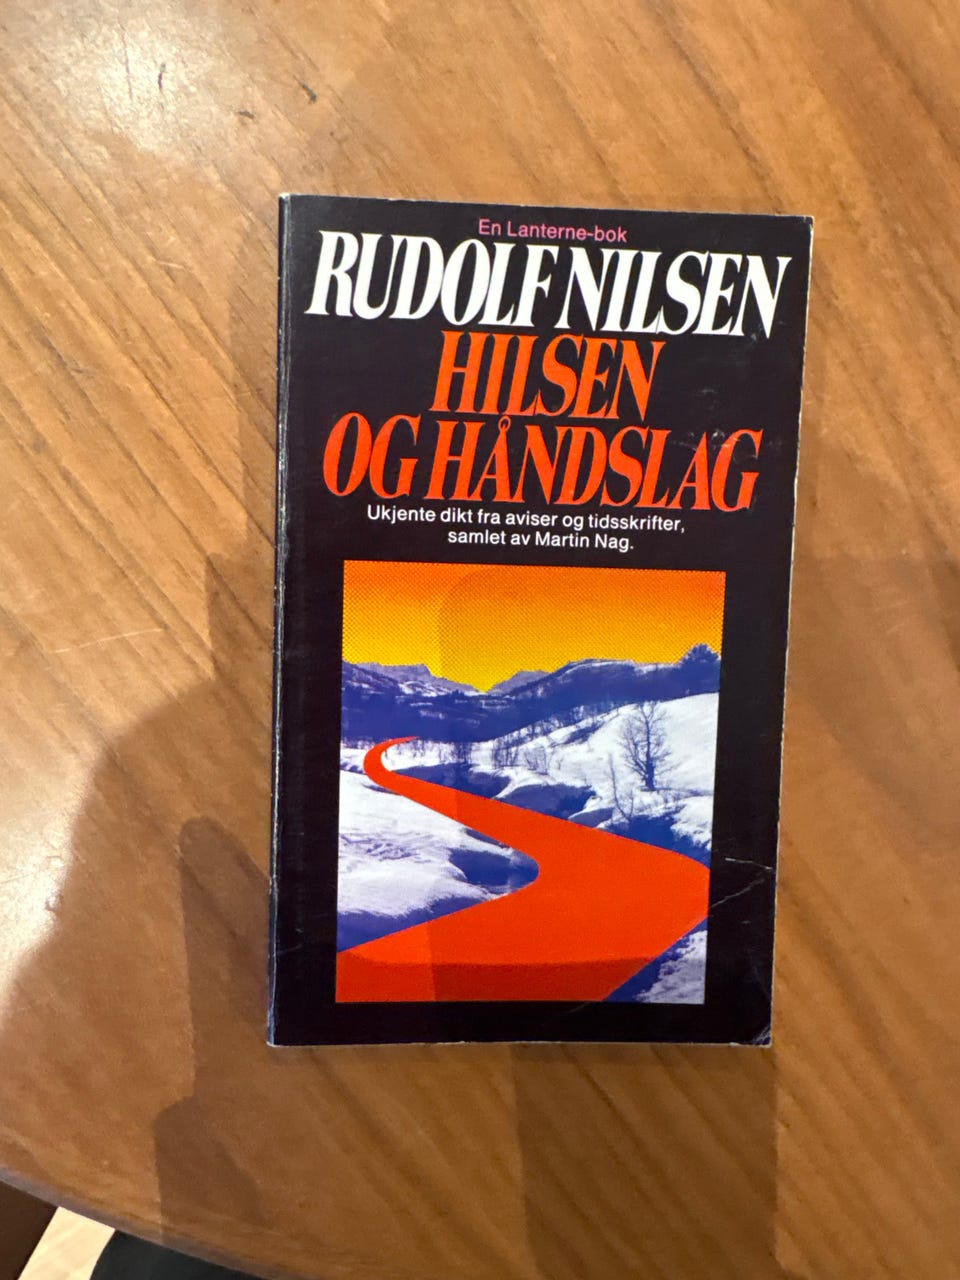 En Lanterne-bok
RUDOLF NILSEN
HILSEN
OG HÅNDSLAG
Ukjente dikt fra aviser og tidsskrifter,
samlet av Martin Nag.